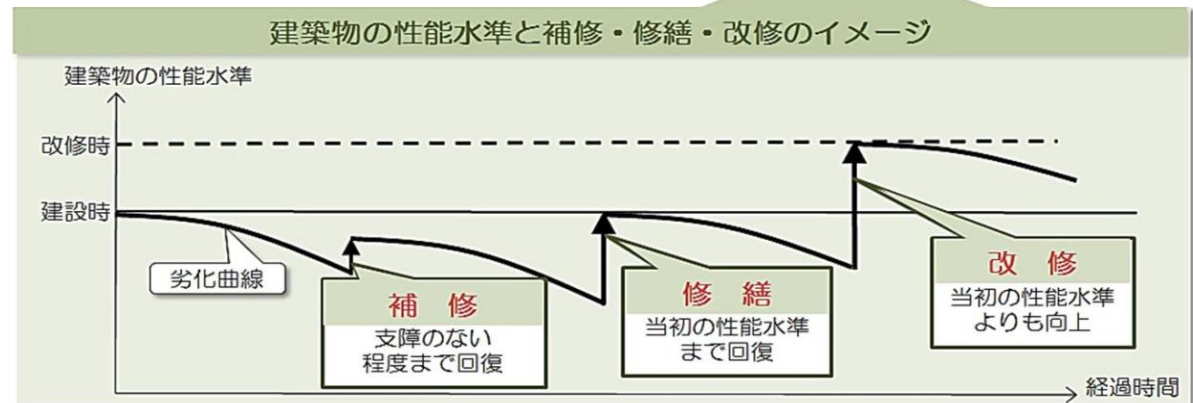 建築物の性能水準と補修・修繕・改修のイメージ
建築物の性能水準
改修時
建設時
劣化曲線
補 修
支障のない
程度まで回復
修 繕
当初の性能水準
まで回復
改 修
当初の性能水準
よりも向上
経過時間